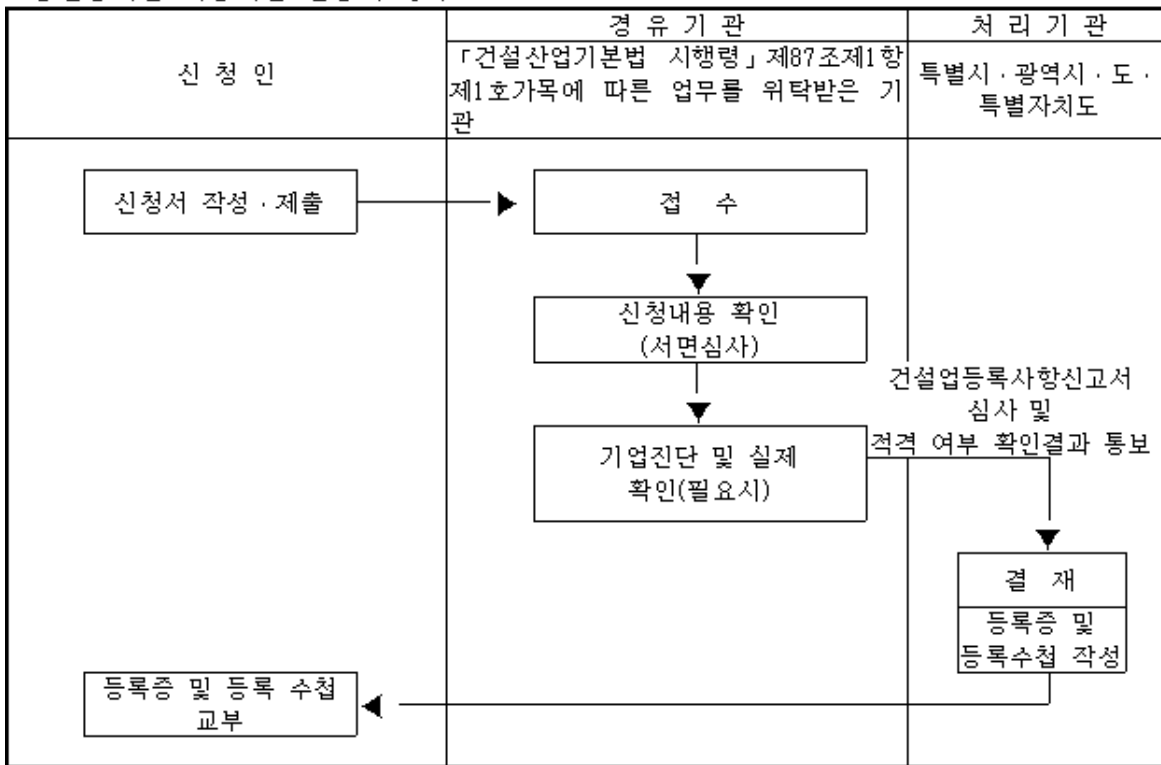 경 유 기 관
처 리 기 관
신 청 인
「건설산업기본법 시행령」제87조제1항
제1호가목에 따른 업무를 위탁받은 기
관
특별시·광역시·도·
특별자치도
신청서 작성·제출
접 수
신청내용 확인
(서면심사)
건설업등록사항신고서
심사 및
적격 여부 확인결과 통보
기업진단 및 실제
확인(필요시)
결 재
등록증 및
등록수첩 작성
등록증 및 등록 수첩
교부